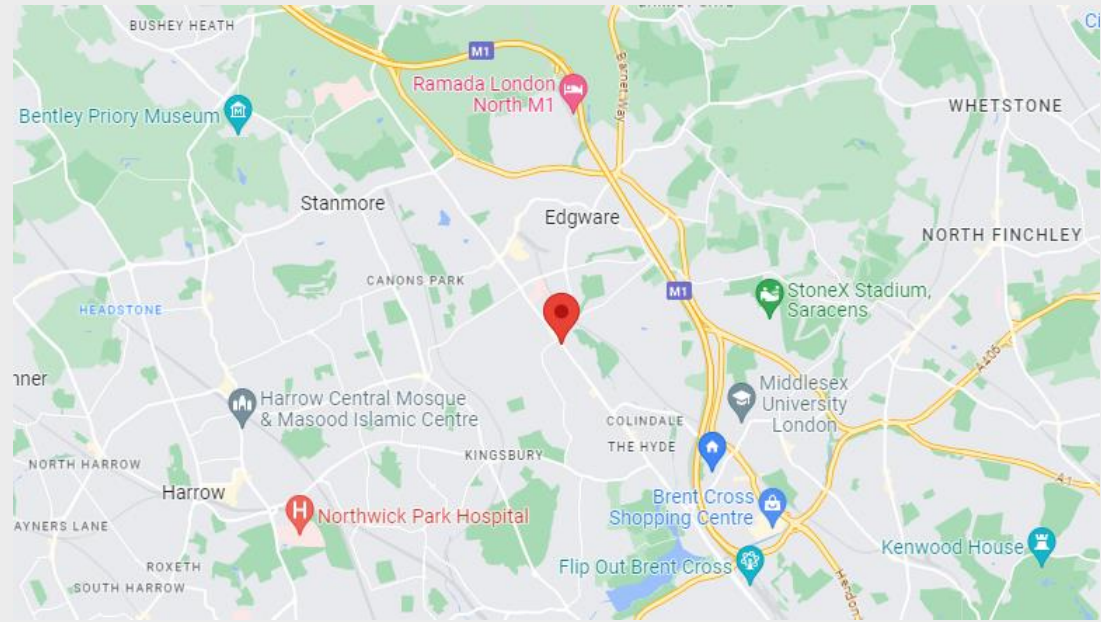 BUSHEY HEATH
M1
Ramada London
North M1
Barnet Way
Bentley Priory Museum
WHETSTONE
Stanmore
Edgware
NORTH FINCHLEY
CANONS PARK
M1
StoneX Stadium,
Saracens
HEADSTONE
A406
nner
Harrow Central Mosque
& Masood Islamic Centre
Middlesex
University
London
COLINDALE
THE HYDE
KINGSBURY
NORTH HARROW
A1
Harrow
Brent Cross
Shopping Centre
H
Northwick Park Hospital
AYNERS LANE
Kenwood House
ROXETH
Flip Out Brent Cross
SOUTH HARROW
Hendon
Ci